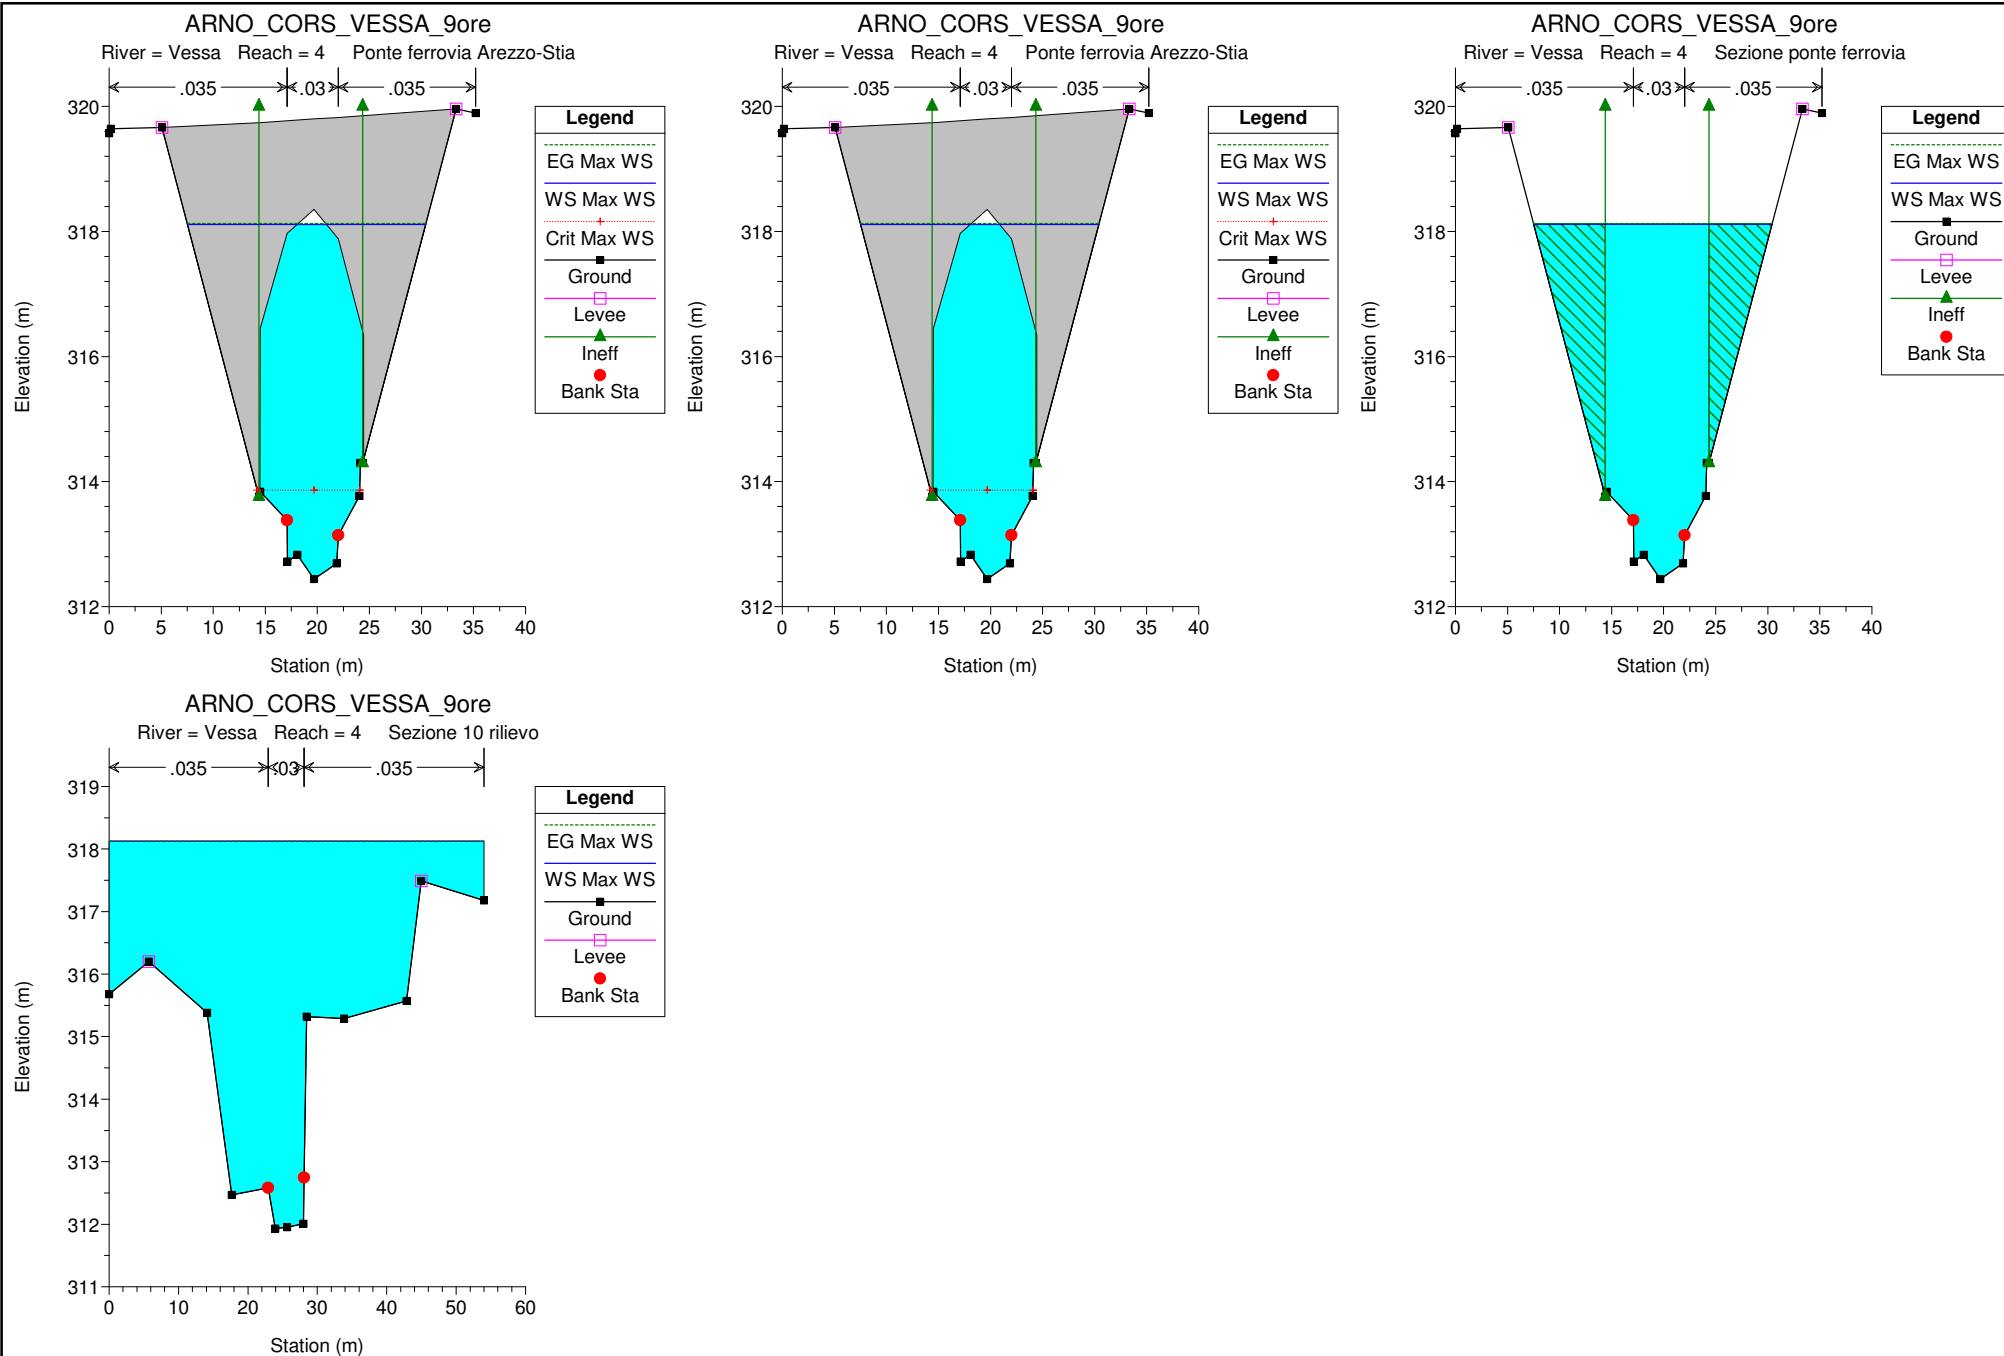 ARNO_CORS_VESSA_9ore
River = Vessa Reach = 4 Ponte ferrovia Arezzo-Stia
.035 .03 .035
320
318
316
314
312
0 5 10 15 20 25 30 35 40
Station (m)
Elevation (m)
Legend
EG Max WS
WS Max WS
Crit Max WS
Ground
Levee
Ineff
Bank Sta
ARNO_CORS_VESSA_9ore
River = Vessa Reach = 4 Ponte ferrovia Arezzo-Stia
.035 .03 .035
320
318
316
314
312
0 5 10 15 20 25 30 35 40
Station (m)
Elevation (m)
Legend
EG Max WS
WS Max WS
Crit Max WS
Ground
Levee
Ineff
Bank Sta
ARNO_CORS_VESSA_9ore
River = Vessa Reach = 4 Sezione ponte ferrovia
.035 .03 .035
320
318
316
314
312
0 5 10 15 20 25 30 35 40
Station (m)
Elevation (m)
Legend
EG Max WS
WS Max WS
Ground
Levee
Ineff
Bank Sta
ARNO_CORS_VESSA_9ore
River = Vessa Reach = 4 Sezione 10 rilievo
.035 .03 .035
319
318
317
316
315
314
313
312
311
0 10 20 30 40 50 60
Station (m)
Elevation (m)
Legend
EG Max WS
WS Max WS
Ground
Levee
Bank Sta